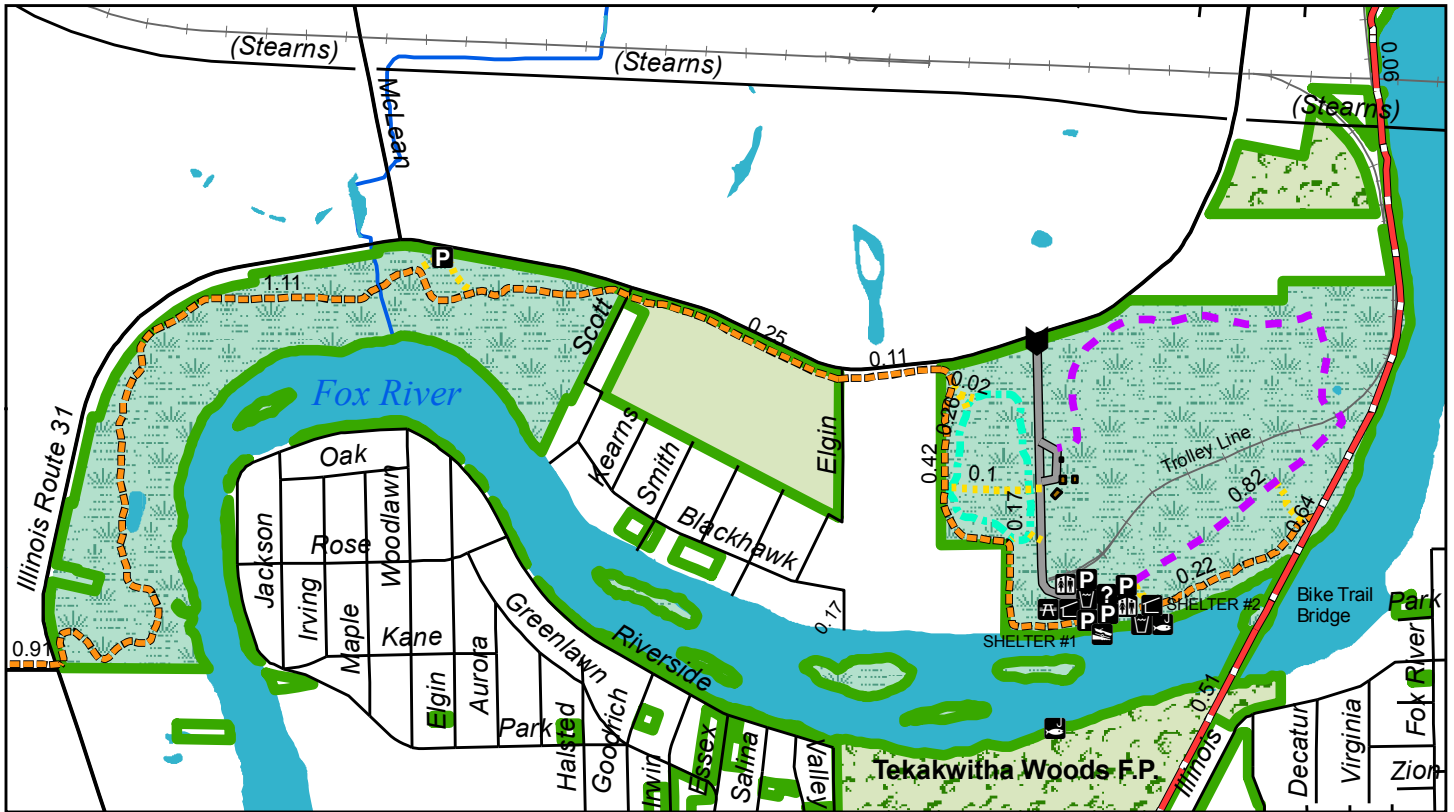 (Stearns)
(Stearns)
(Stearns)
0.06
McLean
P
1.11
Scott
0.25
0.11
0.02
0.26
0.42
0.1
0.17
Fox River
Illinois Route 31
Oak
Kearns
Smith
Elgin
Blackhawk
Trolley Line
0.82
0.64
0.22
Jackson
Rose
Woodlawn
Irving
Maple
Kane
Greenlawn
Riverside
0.17
P
P
?
P
P
SHELTER #2
SHELTER #1
Bike Trail
Bridge
Park
Fox River
0.91
Elgin
Aurora
Park
Halsted
Goodrich
Irwin
Essex
Salina
Valley
0.51
Tekakwitha Woods F.P.
Illinois
Decatur
Virginia
Zion